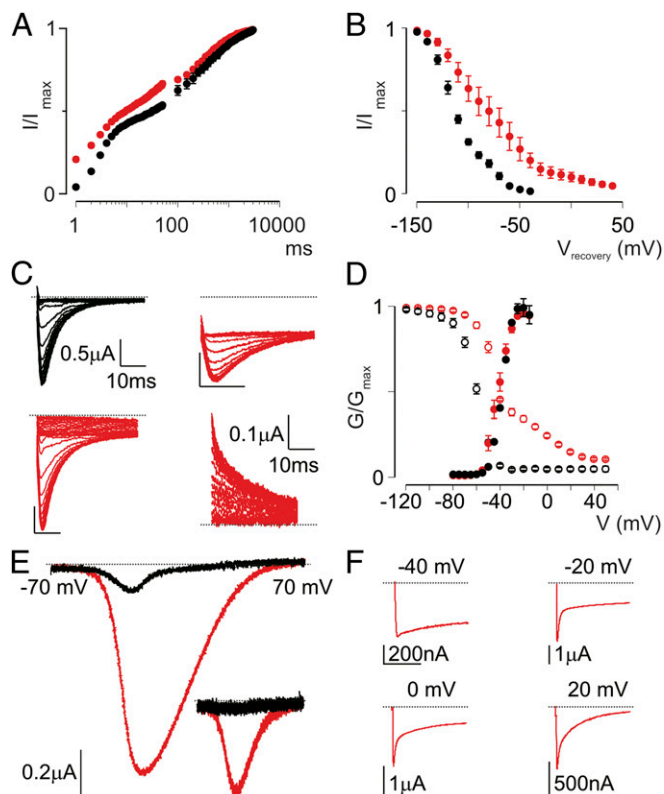 A
I/I max
1
0
1
100
10000
ms
B
I/I max
1
0
-150
-50
50
Vrecovery (mV)
C
0.5µA
10ms
0.1µA
10ms
D
G/Gmax
1
0
-120
-80
-40
0
40
V (mV)
E
-70 mV
70 mV
0.2µA
F
-40 mV
-20 mV
200nA
1µA
0 mV
20 mV
1µA
500nA